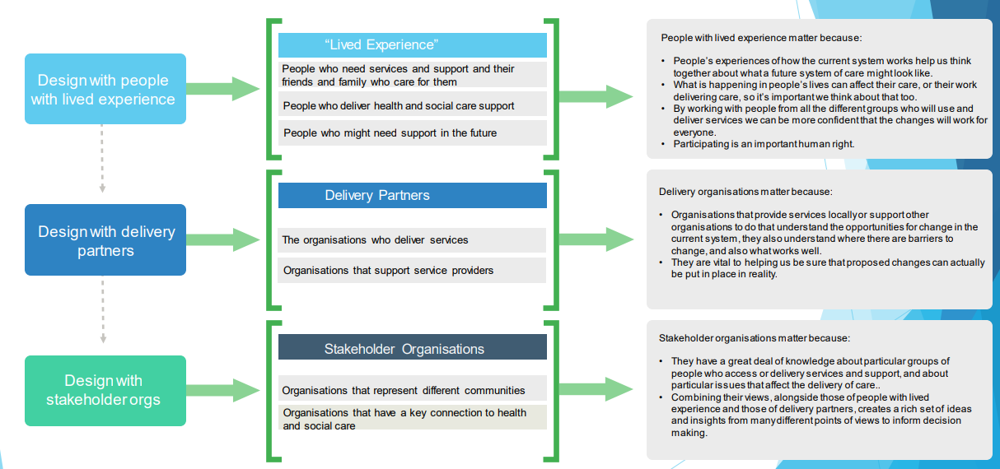 Design with people
with lived experience
“Lived Experience”
People who need services and support and their
friends and family who care for them
People who deliver health and social care support
People who might need support in the future
People with lived experience matter because:
• People’s experiences of how the current system works help us think
together about what a future system of care might look like.
• What is happening in people’s lives can affect their care, or their work
delivering care, so it’s important we think about that too.
• By working with people from all the different groups who will use and
deliver services we can be more confident that the changes will work for
everyone.
• Participating is an important human right.
Design with delivery
partners
Delivery Partners
The organisations who deliver services
Organisations that support service providers
Delivery organisations matter because:
• Organisations that provide services locally or support other
organisations to do that understand the opportunities for change in the
current system, they also understand where there are barriers to
change, and also what works well.
• They are vital to helping us be sure that proposed changes can actually
be put in place in reality.
Design with
stakeholder orgs
Stakeholder Organisations
Organisations that represent different communities
Organisations that have a key connection to health
and social care
Stakeholder organisations matter because:
• They have a great deal of knowledge about particular groups of
people who access or delivery services and support, and about
particular issues that affect the delivery of care..
• Combining their views, alongside those of people with lived
experience and those of delivery partners, creates a rich set of ideas
and insights from many different points of views to inform decision
making.